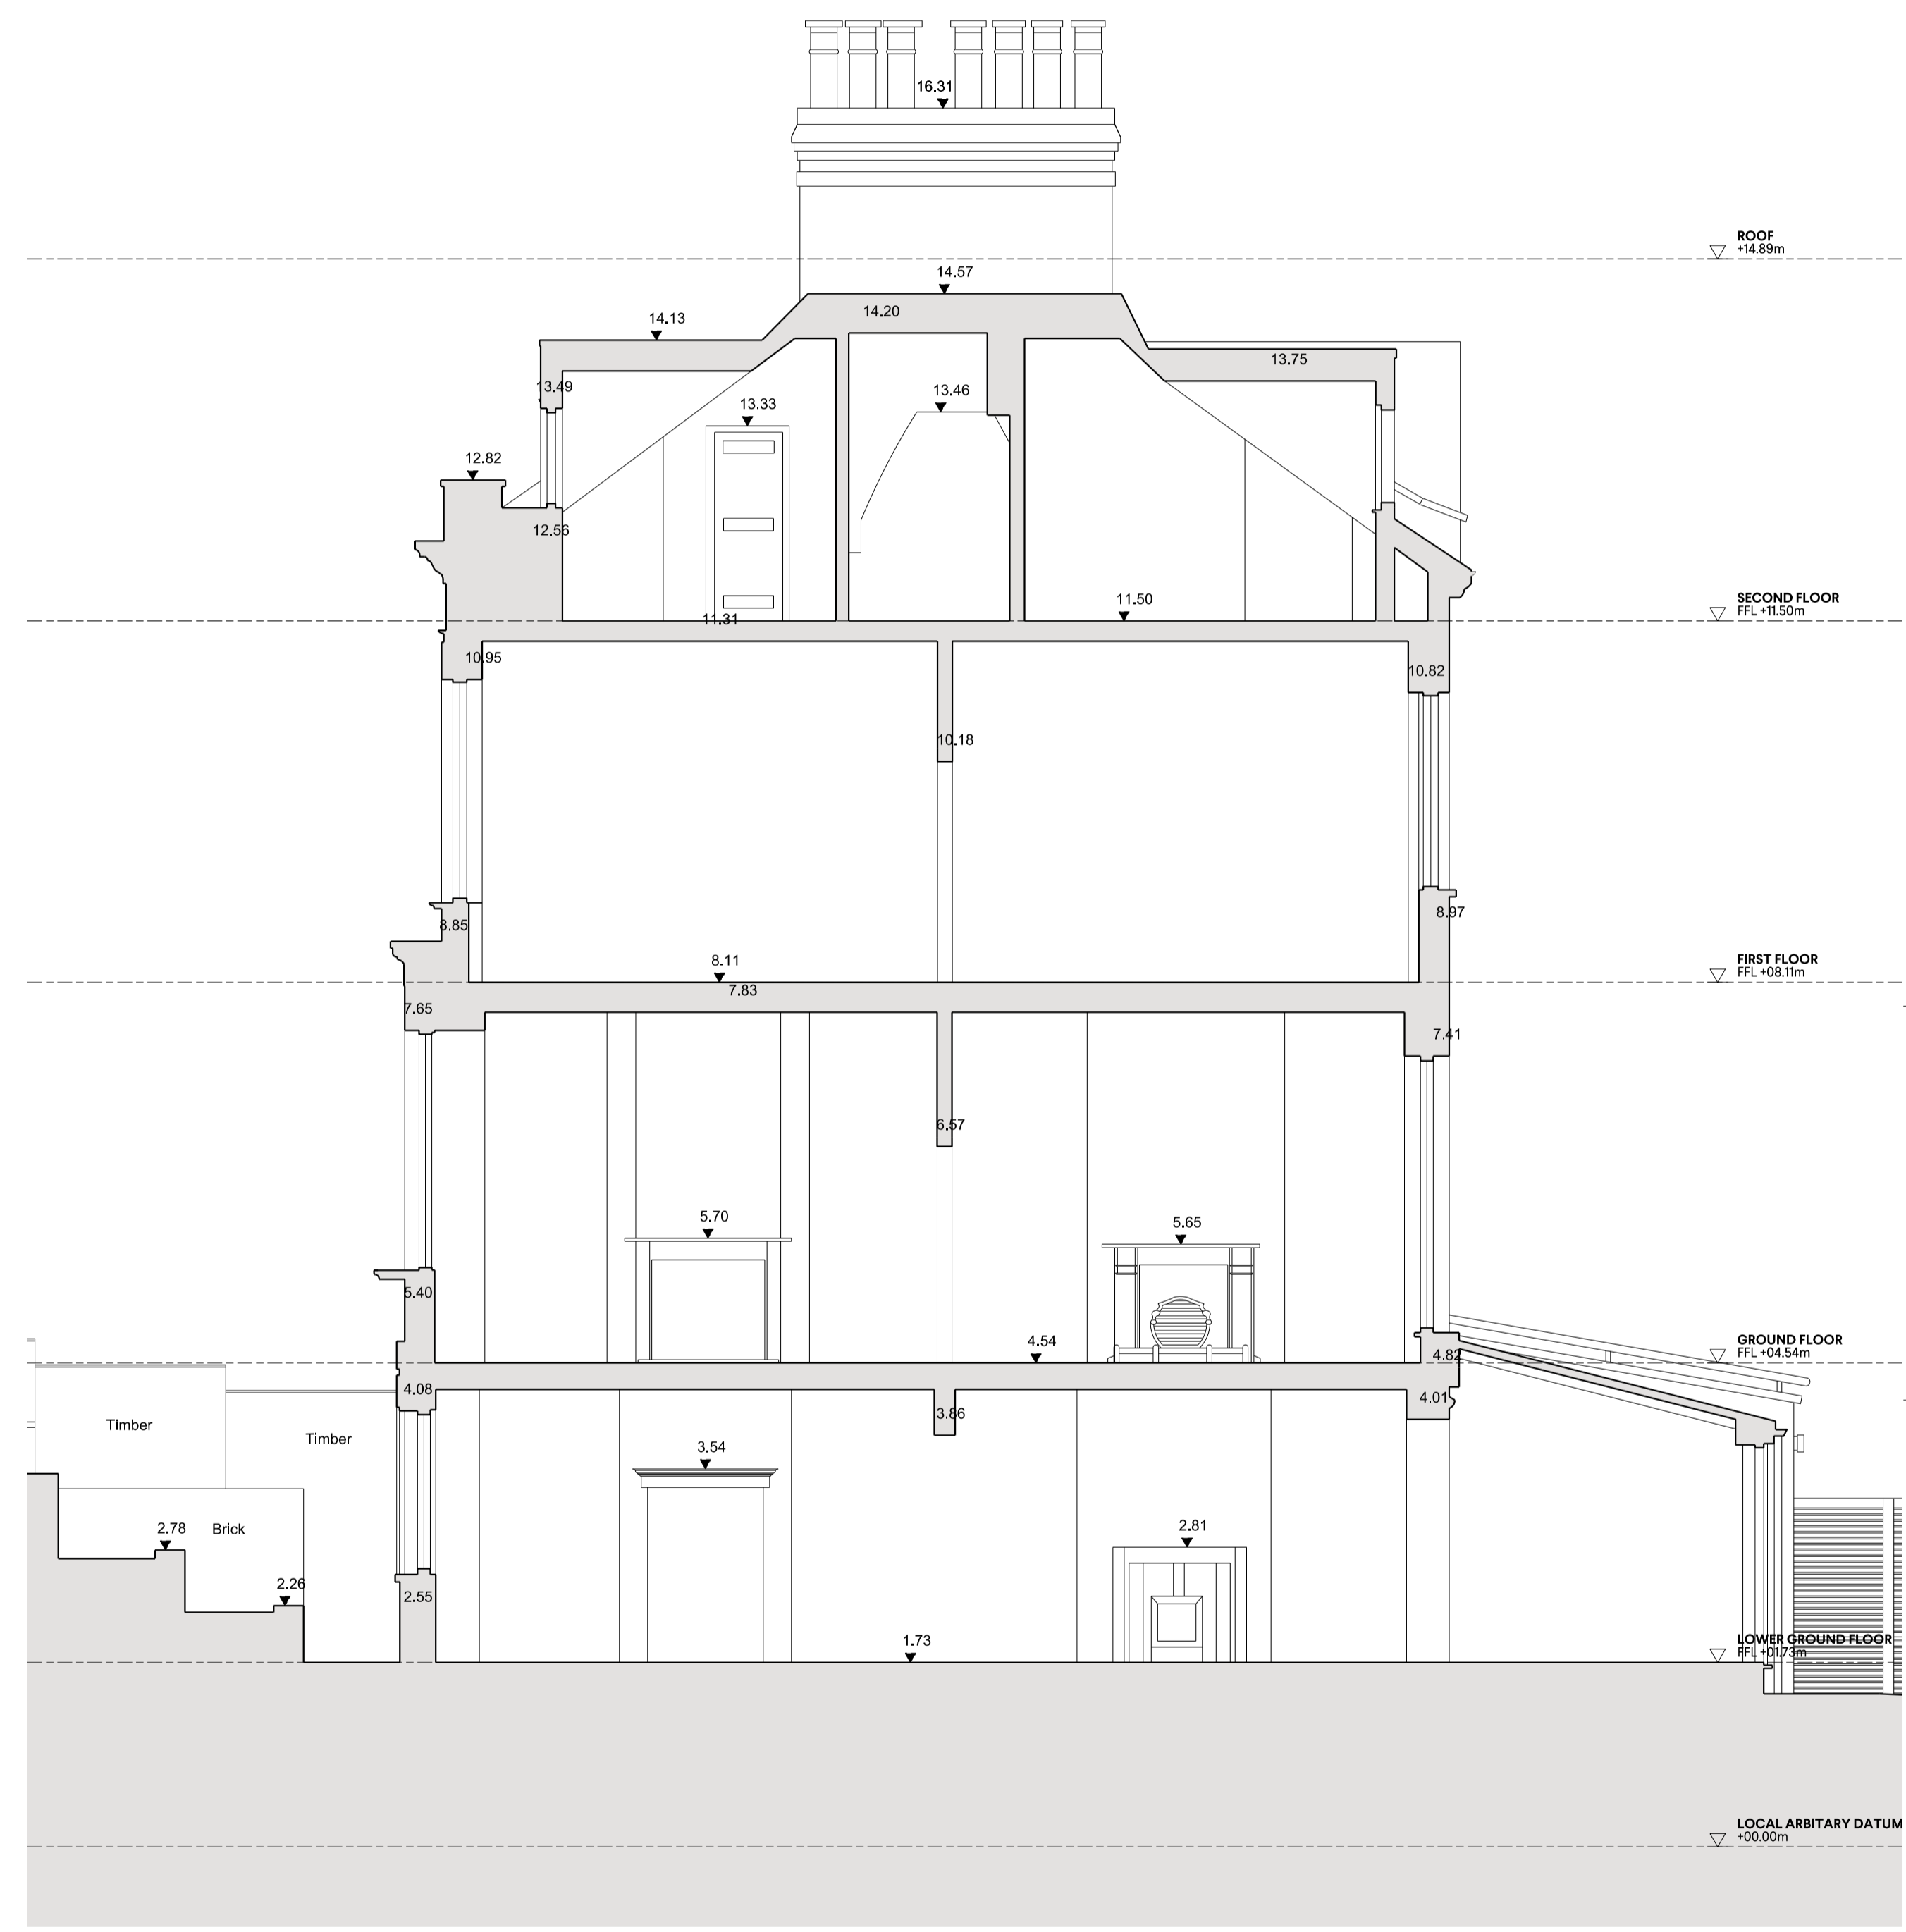 16.31
ROOF
+14.89m
14.57
14.20
14.13
13.75
13.49
13.46
13.33
12.82
12.56
SECOND FLOOR
FFL +11.50m
11.50
11.31
10.95
10.82
10.18
8.97
8.85
FIRST FLOOR
FFL +08.11m
8.11
7.83
7.65
7.41
6.57
5.70
5.65
5.40
GROUND FLOOR
FFL +04.54m
4.54
4.82
4.08
4.01
3.86
Timber
Timber
3.54
2.78
Brick
2.81
2.26
2.55
1.73
LOWER GROUND FLOOR
FFL +01.73m
LOCAL ARBITARY DATUM
+00.00m